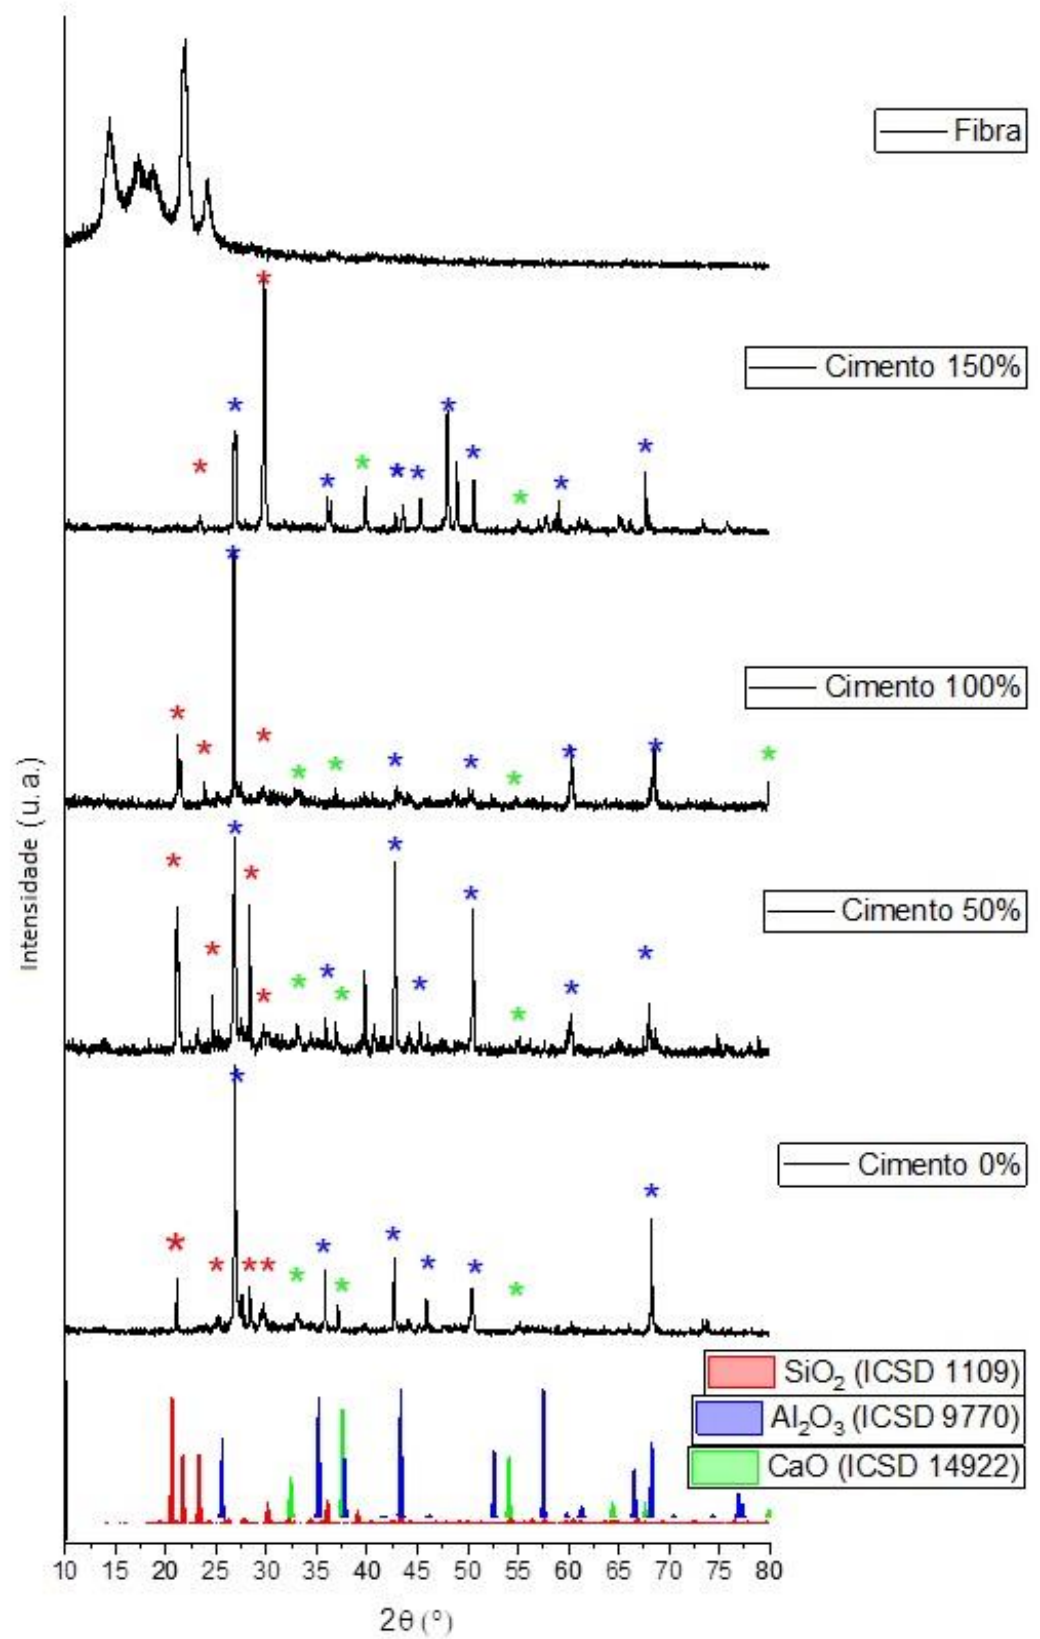 Fibra
Cimento 150%
Cimento 100%
Intensidade (u. a.)
Cimento 50%
Cimento 0%
SiO₂ (ICSD 1109)
Al₂O₃ (ICSD 9770)
CaO (ICSD 14922)
10 15 20 25 30 35 40 45 50 55 60 65 70 75 80
2θ (°)